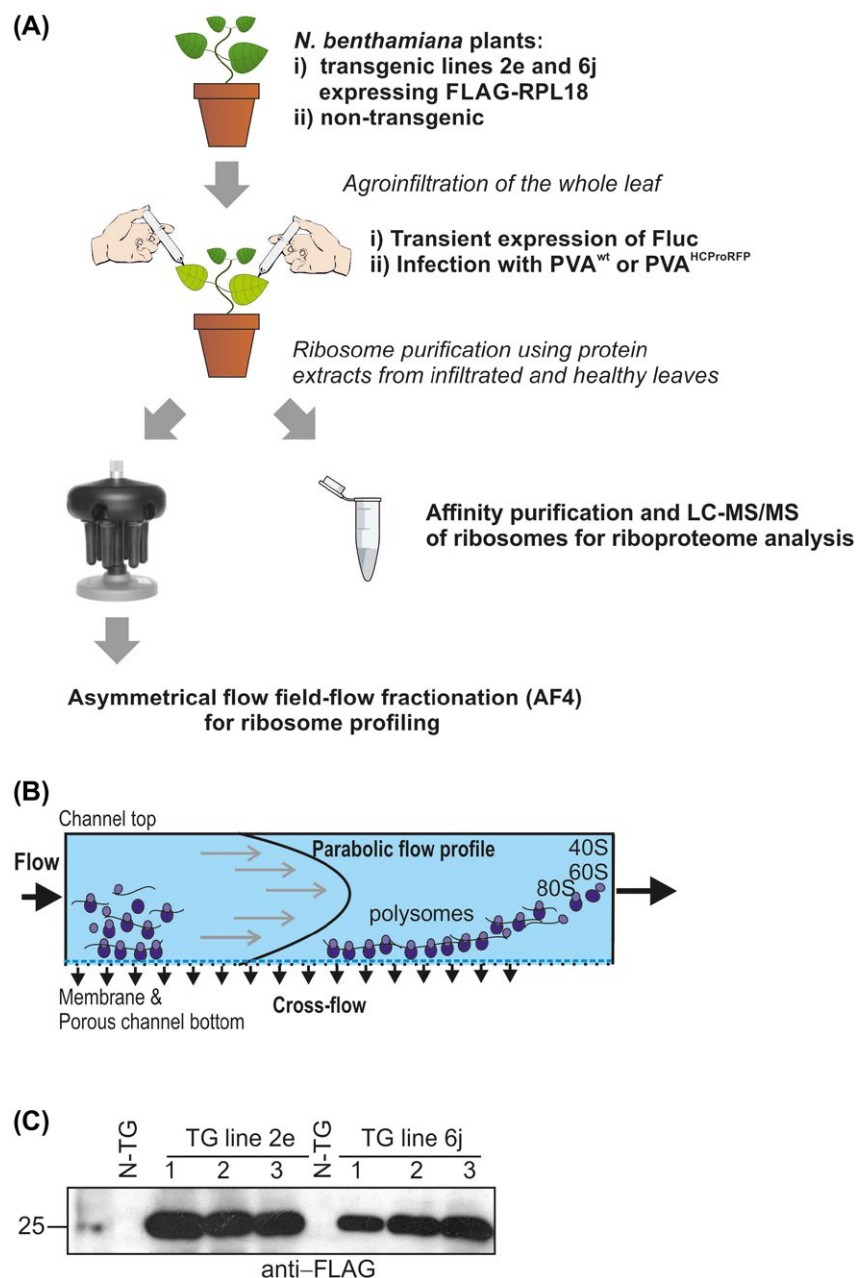 (A)
N. benthamiana plants:
i) transgenic lines 2e and 6j
expressing FLAG-RPL18
ii) non-transgenic
Agroinfiltration of the whole leaf
i) Transient expression of Fluc
ii) Infection with PVAwt or PVAHCProRFP
Ribosome purification using protein
extracts from infiltrated and healthy leaves
Affinity purification and LC-MS/MS
of ribosomes for riboproteome analysis
Asymmetrical flow field-flow fractionation (AF4)
for ribosome profiling
(B)
Channel top
Flow
Parabolic flow profile
40S
60S
80S
polysomes
Membrane &
Porous channel bottom
Cross-flow
(C)
N-TG
TG line 2e
N-TG
TG line 6j
1 2 3 1 2 3
25
anti–FLAG